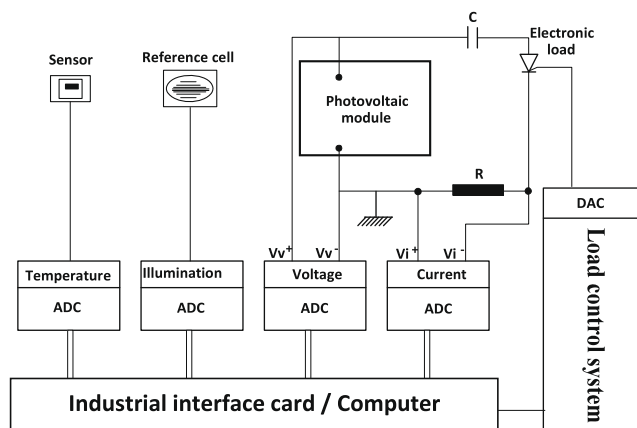 C
Electronic
load
Sensor
Reference cell
Photovoltaic
module
R
DAC
Vv+
Vv-
Vi+
Vi-
Temperature
Illumination
Voltage
Current
ADC
ADC
ADC
ADC
Load control system
Industrial interface card / Computer